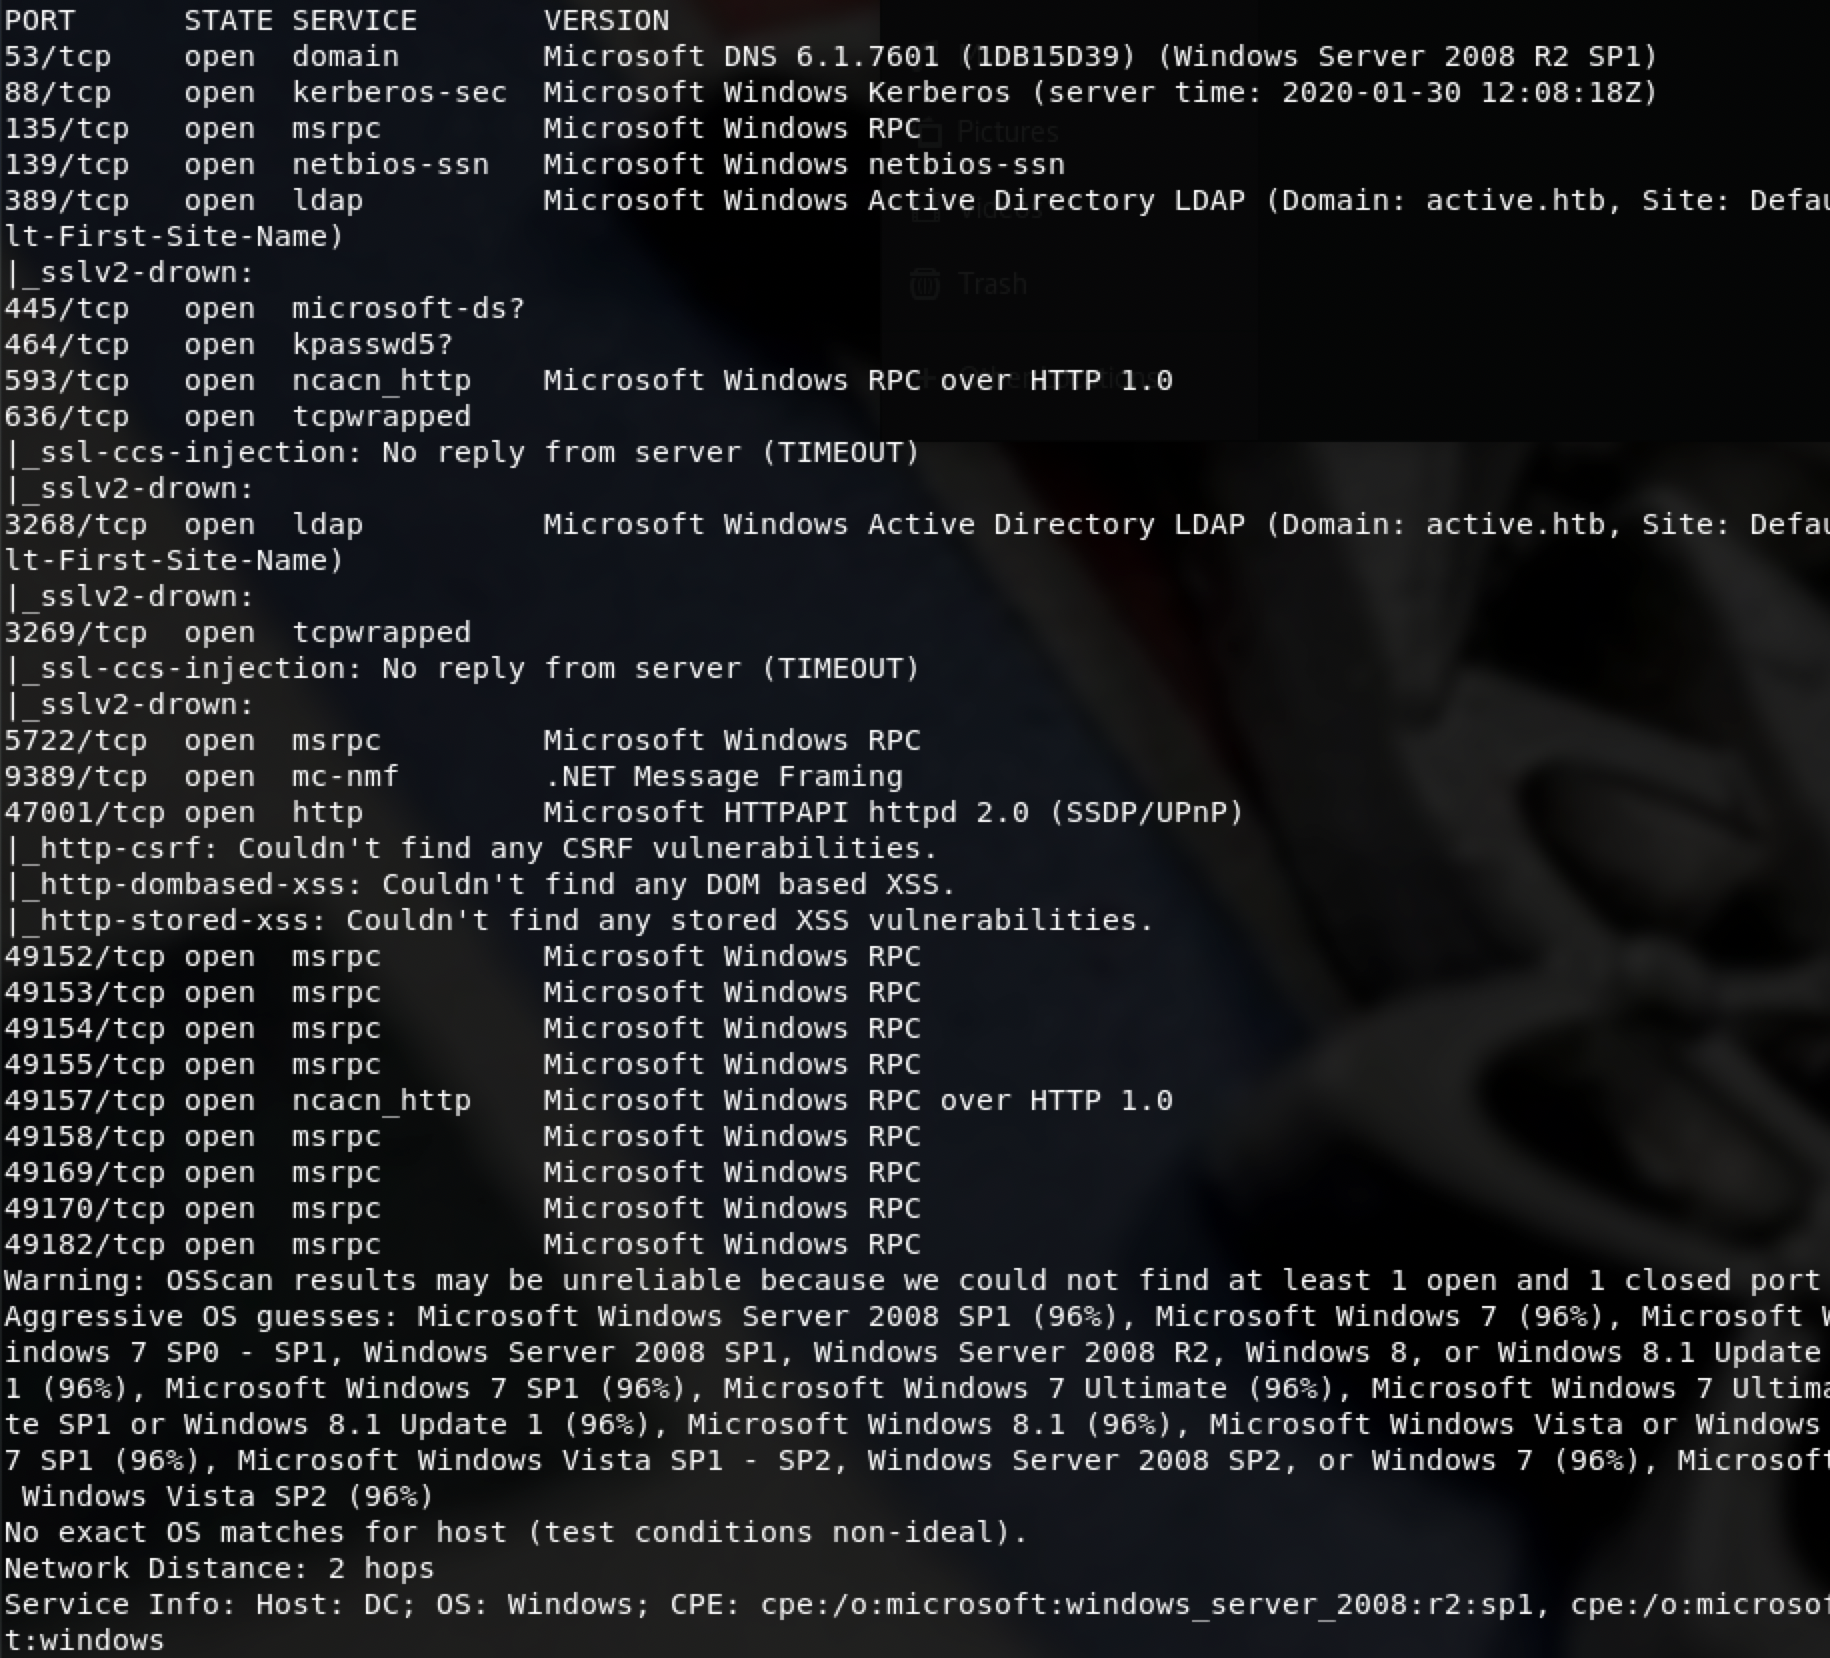 PORT      STATE SERVICE       VERSION
53/tcp    open  domain        Microsoft DNS 6.1.7601 (1DB15D39) (Windows Server 2008 R2 SP1)
88/tcp    open  kerberos-sec  Microsoft Windows Kerberos (server time: 2020-01-30 12:08:18Z)
135/tcp   open  msrpc         Microsoft Windows RPC
Pictures
139/tcp   open  netbios-ssn   Microsoft Windows netbios-ssn
389/tcp   open  ldap          Microsoft Windows Active Directory LDAP (Domain: active.htb, Site: Defau
Videos
lt-First-Site-Name)
|_sslv2-drown:
Trash
445/tcp   open  microsoft-ds?
464/tcp   open  kpasswd5?
593/tcp   open  ncacn_http    Microsoft Windows RPC over HTTP 1.0
636/tcp   open  tcpwrapped
|_ssl-ccs-injection: No reply from server (TIMEOUT)
|_sslv2-drown:
3268/tcp  open  ldap          Microsoft Windows Active Directory LDAP (Domain: active.htb, Site: Defau
lt-First-Site-Name)
|_sslv2-drown:
3269/tcp  open  tcpwrapped
|_ssl-ccs-injection: No reply from server (TIMEOUT)
|_sslv2-drown:
5722/tcp  open  msrpc         Microsoft Windows RPC
9389/tcp  open  mc-nmf        .NET Message Framing
47001/tcp open  http          Microsoft HTTPAPI httpd 2.0 (SSDP/UPnP)
|_http-csrf: Couldn't find any CSRF vulnerabilities.
|_http-dombased-xss: Couldn't find any DOM based XSS.
|_http-stored-xss: Couldn't find any stored XSS vulnerabilities.
49152/tcp open  msrpc         Microsoft Windows RPC
49153/tcp open  msrpc         Microsoft Windows RPC
49154/tcp open  msrpc         Microsoft Windows RPC
49155/tcp open  msrpc         Microsoft Windows RPC
49157/tcp open  ncacn_http    Microsoft Windows RPC over HTTP 1.0
49158/tcp open  msrpc         Microsoft Windows RPC
49169/tcp open  msrpc         Microsoft Windows RPC
49170/tcp open  msrpc         Microsoft Windows RPC
49182/tcp open  msrpc         Microsoft Windows RPC
Warning: OSScan results may be unreliable because we could not find at least 1 open and 1 closed port
Aggressive OS guesses: Microsoft Windows Server 2008 SP1 (96%), Microsoft Windows 7 (96%), Microsoft W
indows 7 SP0 - SP1, Windows Server 2008 SP1, Windows Server 2008 R2, Windows 8, or Windows 8.1 Update
1 (96%), Microsoft Windows 7 SP1 (96%), Microsoft Windows 7 Ultimate (96%), Microsoft Windows 7 Ultima
te SP1 or Windows 8.1 Update 1 (96%), Microsoft Windows 8.1 (96%), Microsoft Windows Vista or Windows
7 SP1 (96%), Microsoft Windows Vista SP1 - SP2, Windows Server 2008 SP2, or Windows 7 (96%), Microsoft
 Windows Vista SP2 (96%)
No exact OS matches for host (test conditions non-ideal).
Network Distance: 2 hops
Service Info: Host: DC; OS: Windows; CPE: cpe:/o:microsoft:windows_server_2008:r2:sp1, cpe:/o:microsof
t:windows